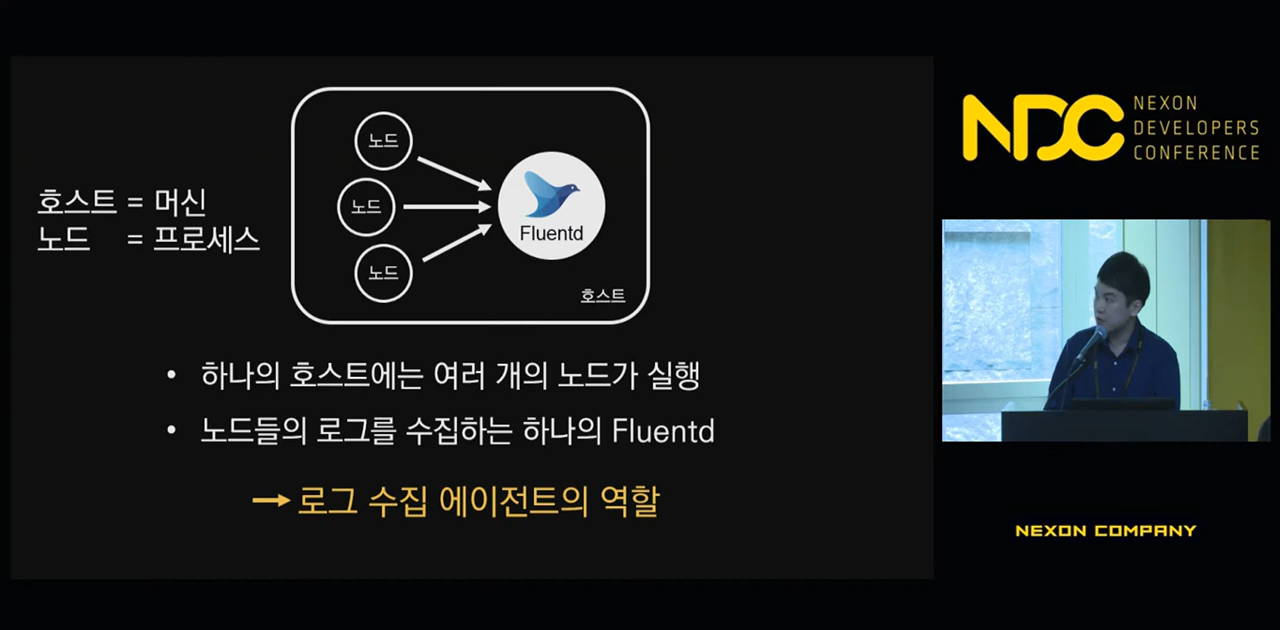 호스트 = 머신
노드 = 프로세스
노드
노드
노드
Fluentd
호스트
• 하나의 호스트에는 여러 개의 노드가 실행
• 노드들의 로그를 수집하는 하나의 Fluentd
→ 로그 수집 에이전트의 역할
NDC
NEXON
DEVELOPERS
CONFERENCE
NEXON COMPANY